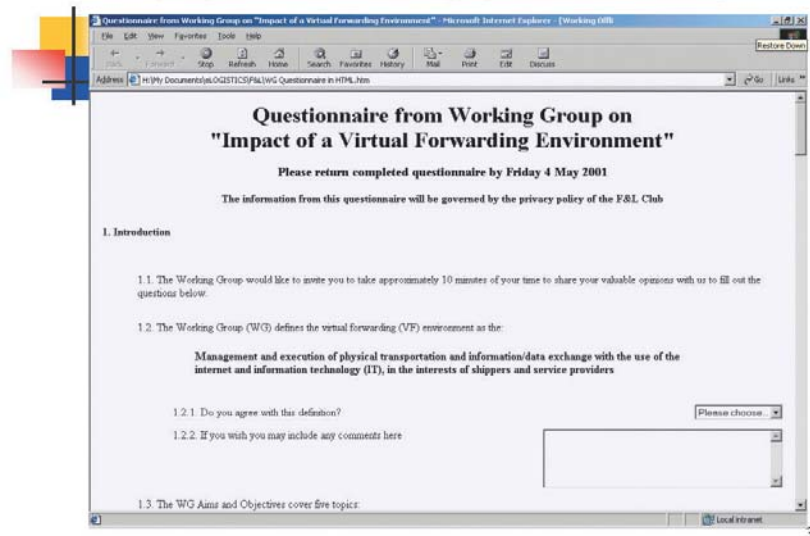 Questionnaire from Working Group on "Impact of a Virtual Forwarding Environment" - Microsoft Internet Explorer - [Working Offli
File Edit View Favorites Tools Help
Restore Down
Back Forward Stop Refresh Home Search Favorites History Mail Print Edit Discuss
Address H:\My Documents\eLOGISTICS\F&L\WG Questionnaire in HTML.htm Go Links »
Questionnaire from Working Group on
"Impact of a Virtual Forwarding Environment"
Please return completed questionnaire by Friday 4 May 2001
The information from this questionnaire will be governed by the privacy policy of the F&L Club
1. Introduction
1.1. The Working Group would like to invite you to take approximately 10 minutes of your time to share your valuable opinions with us to fill out the
questions below.
1.2. The Working Group (WG) defines the virtual forwarding (VF) environment as the:
Management and execution of physical transportation and information/data exchange with the use of the
internet and information technology (IT), in the interests of shippers and service providers
1.2.1. Do you agree with this definition? Please choose...
1.2.2. If you wish you may include any comments here
1.3. The WG Aims and Objectives cover five topics:
Local intranet